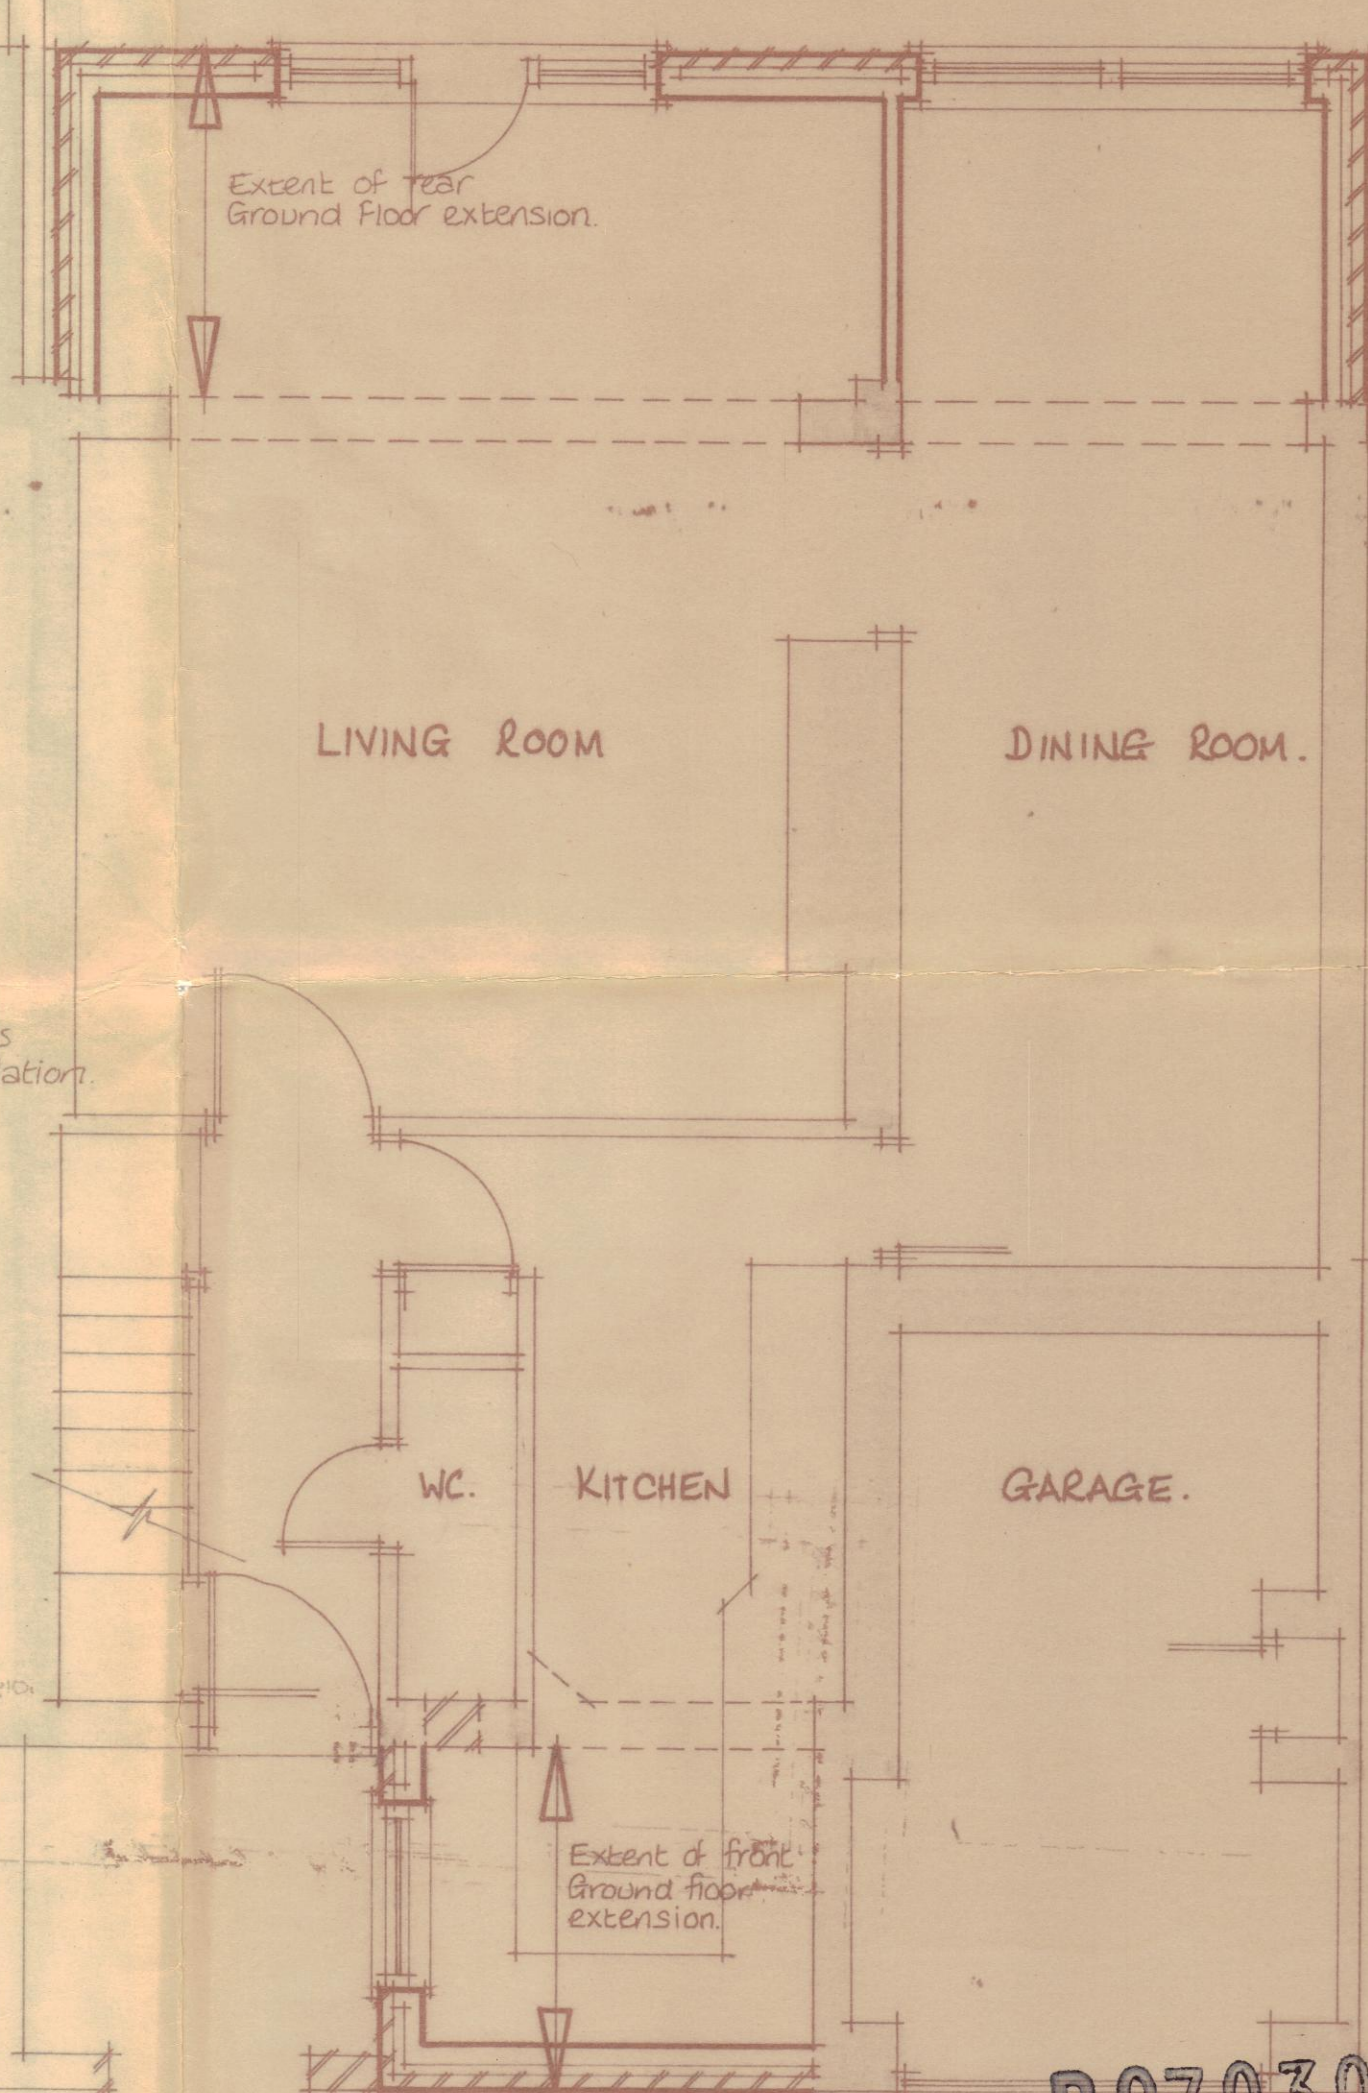 Extent of rear
Ground Floor extension.
LIVING ROOM
DINING ROOM.
WC.
KITCHEN
GARAGE.
Extent of front
Ground floor
extension.